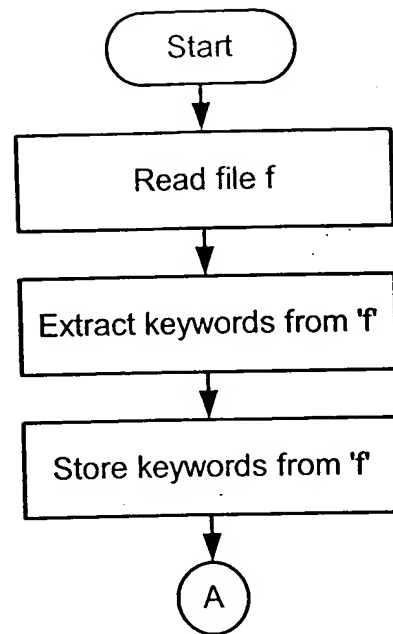 Start
Read file f
Extract keywords from 'f'
Store keywords from 'f'
A